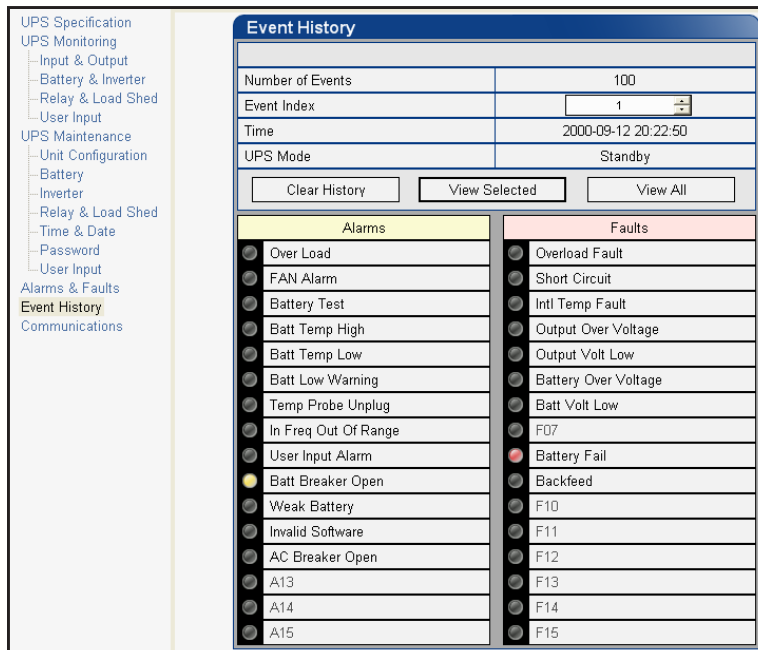 UPS Specification
UPS Monitoring
Input & Output
Battery & Inverter
Relay & Load Shed
User Input
UPS Maintenance
Unit Configuration
Battery
Inverter
Relay & Load Shed
Time & Date
Password
User Input
Alarms & Faults
Event History
Communications
Event History
Number of Events 100
Event Index 1
Time 2000-09-12 20:22:50
UPS Mode Standby
Clear History View Selected View All
Alarms
Over Load
FAN Alarm
Battery Test
Batt Temp High
Batt Temp Low
Batt Low Warning
Temp Probe Unplug
In Freq Out Of Range
User Input Alarm
Batt Breaker Open
Weak Battery
Invalid Software
AC Breaker Open
A13
A14
A15
Faults
Overload Fault
Short Circuit
Intl Temp Fault
Output Over Voltage
Output Volt Low
Battery Over Voltage
Batt Volt Low
F07
Battery Fail
Backfeed
F10
F11
F12
F13
F14
F15